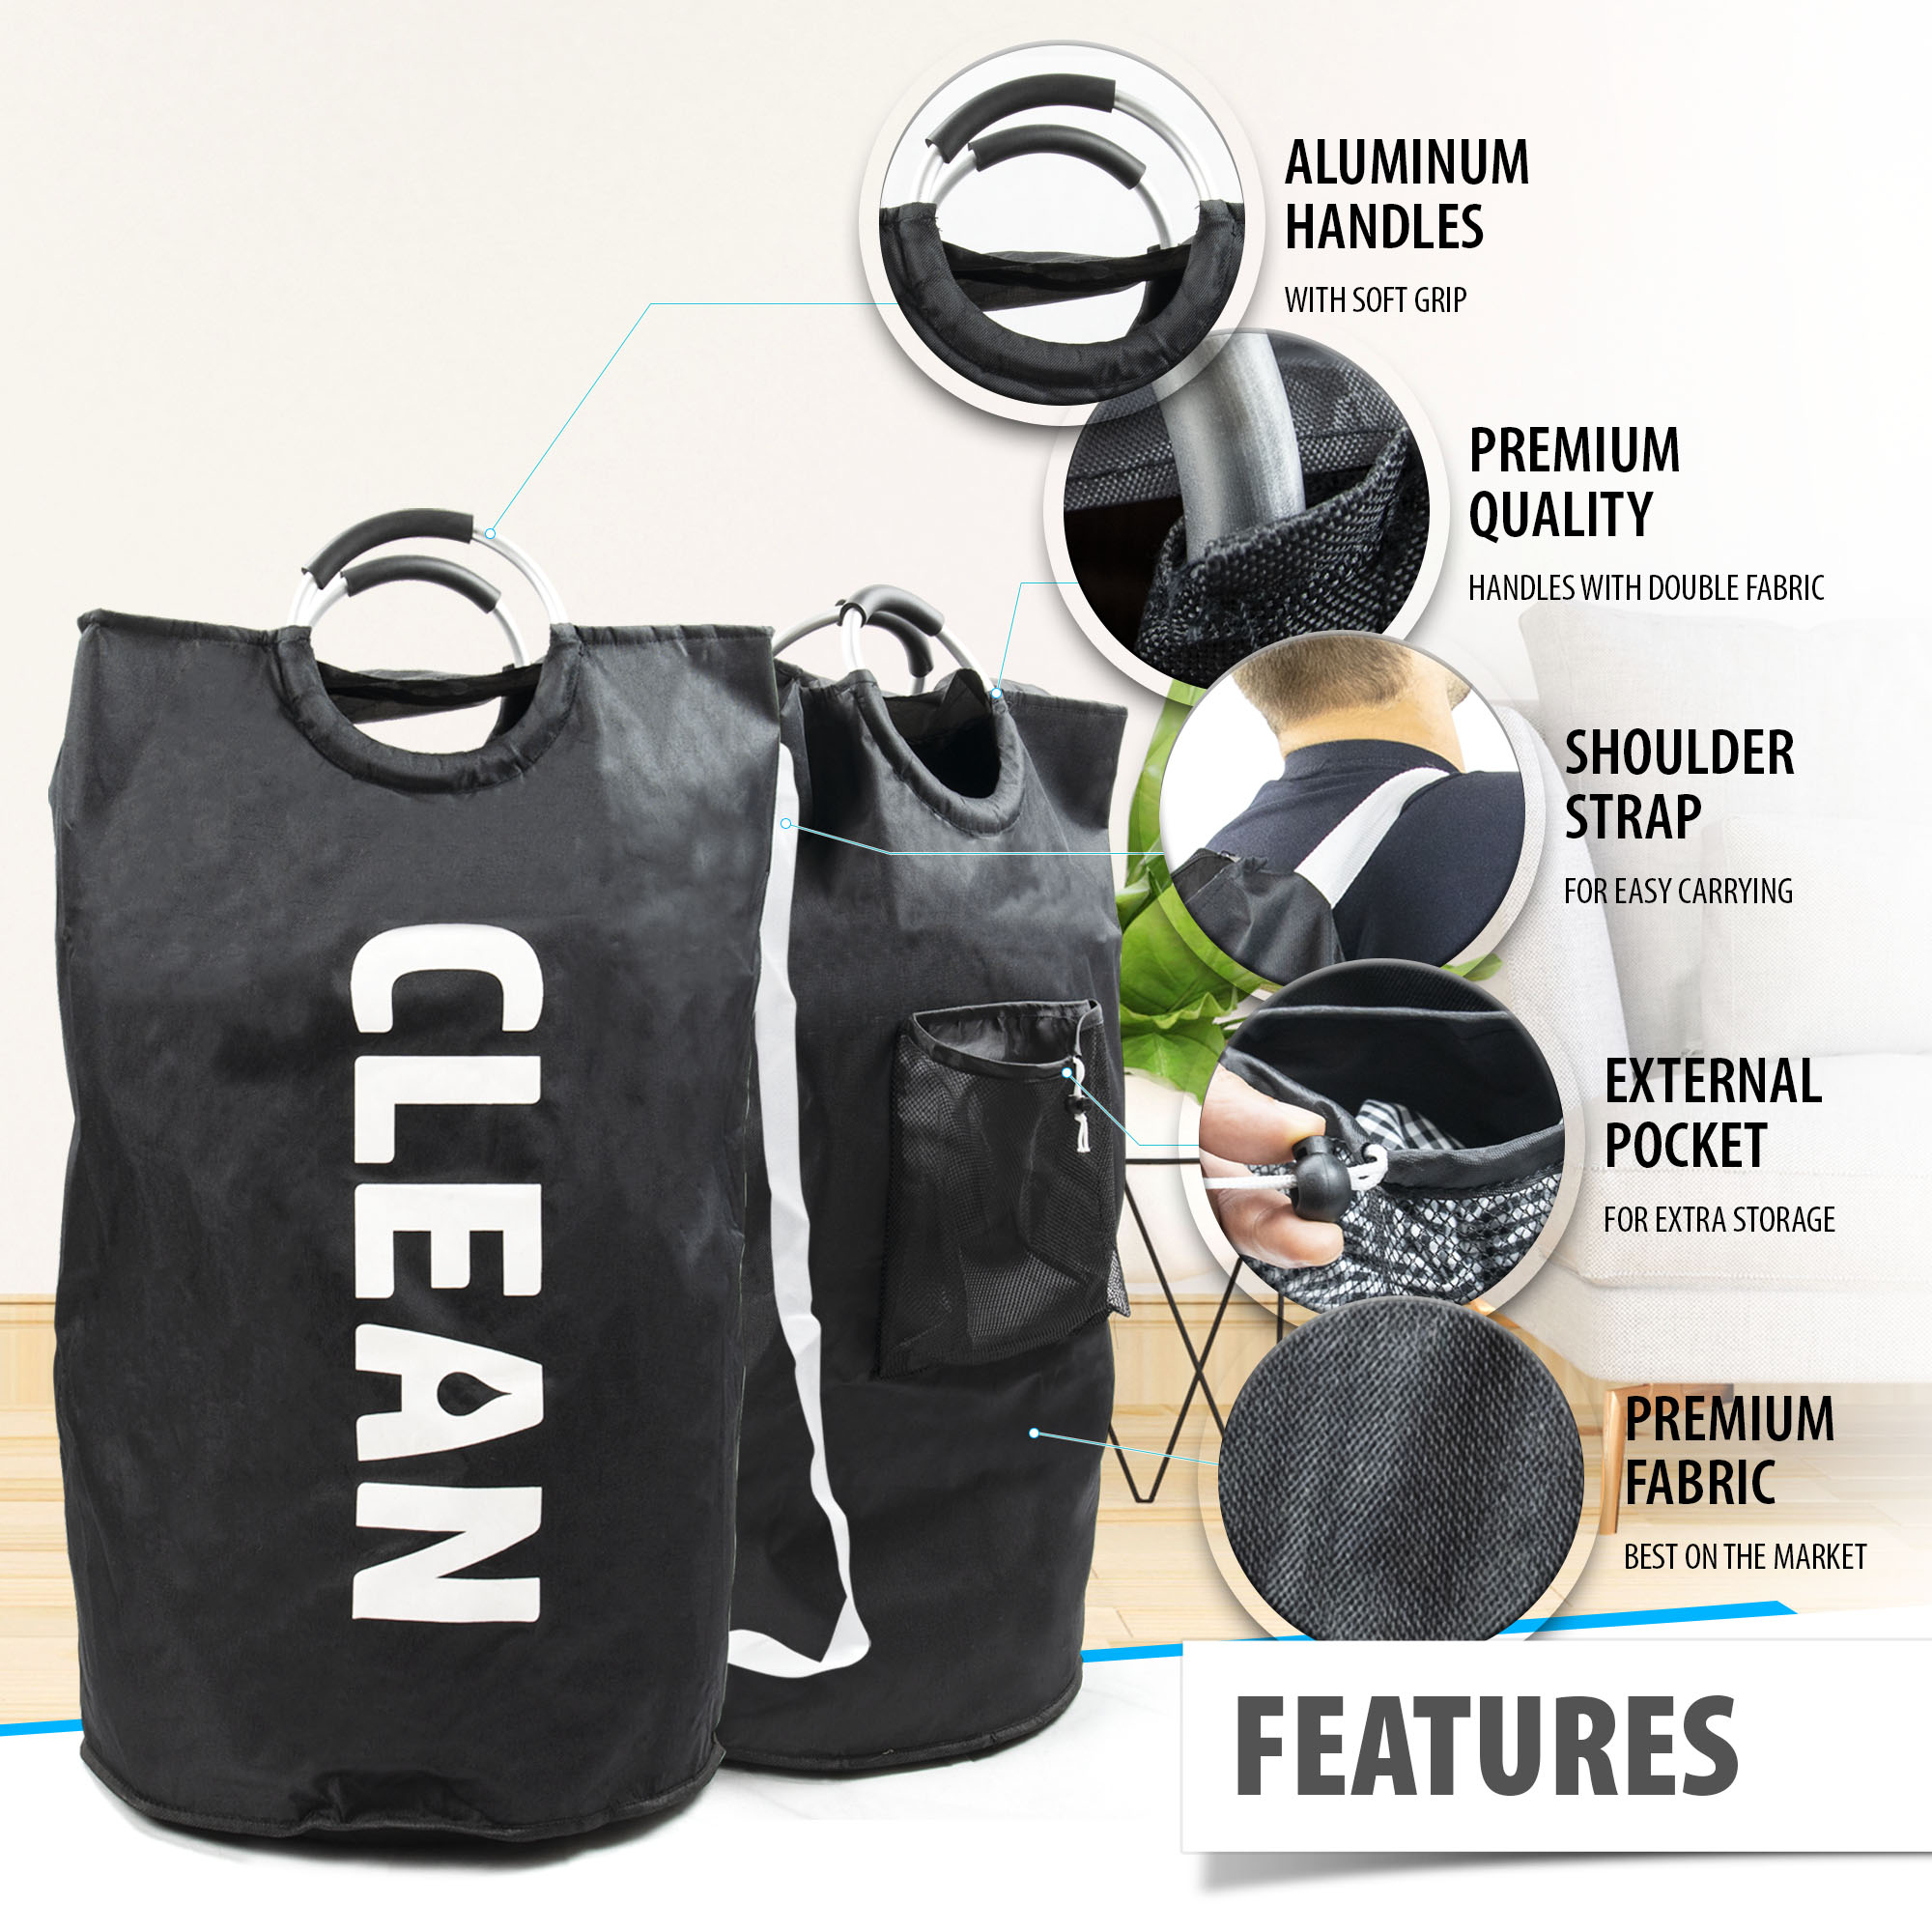 ALUMINUM
HANDLES
WITH SOFT GRIP
PREMIUM
QUALITY
HANDLES WITH DOUBLE FABRIC
SHOULDER
STRAP
FOR EASY CARRYING
EXTERNAL
POCKET
FOR EXTRA STORAGE
PREMIUM
FABRIC
BEST ON THE MARKET
CLEAN
FEATURES